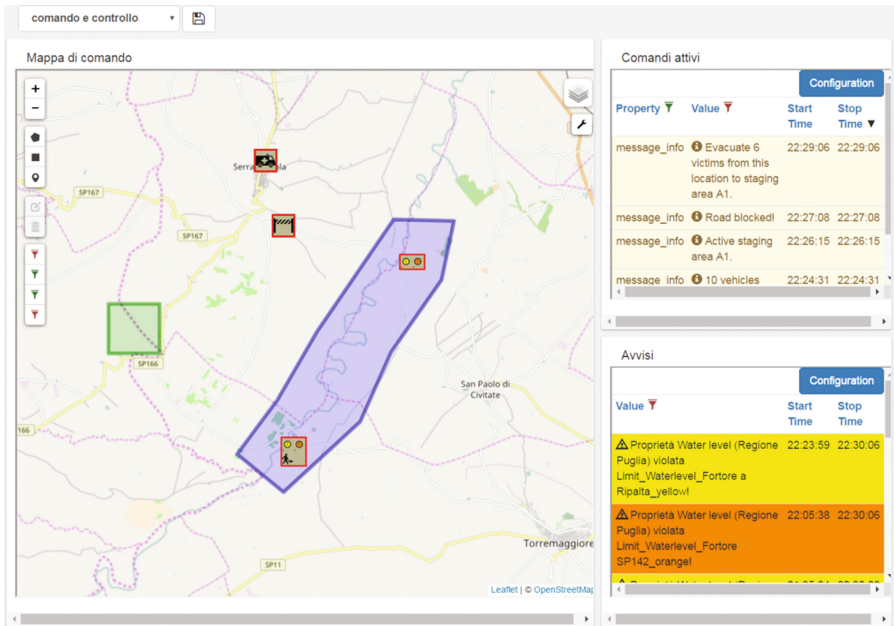 comando e controllo
Mappa di comando
+
−
SP167
SP167
SP166
166
San Paolo di
Civitate
Torremaggiore
SP11
Leaflet | © OpenStreetMap
Comandi attivi
Configuration
Property Value Start Time Stop Time
message_info Evacuate 6 victims from this location to staging area A1. 22:29:06 22:29:06
message_info Road blocked! 22:27:08 22:27:08
message_info Active staging area A1. 22:26:15 22:26:15
message_info 10 vehicles 22:24:31 22:24:31
Avvisi
Configuration
Value Start Time Stop Time
Proprietà Water level (Regione Puglia) violata Limit_Waterlevel_Fortore a Ripalta_yellow! 22:23:59 22:30:06
Proprietà Water level (Regione Puglia) violata Limit_Waterlevel_Fortore SP142_orange! 22:05:38 22:30:06